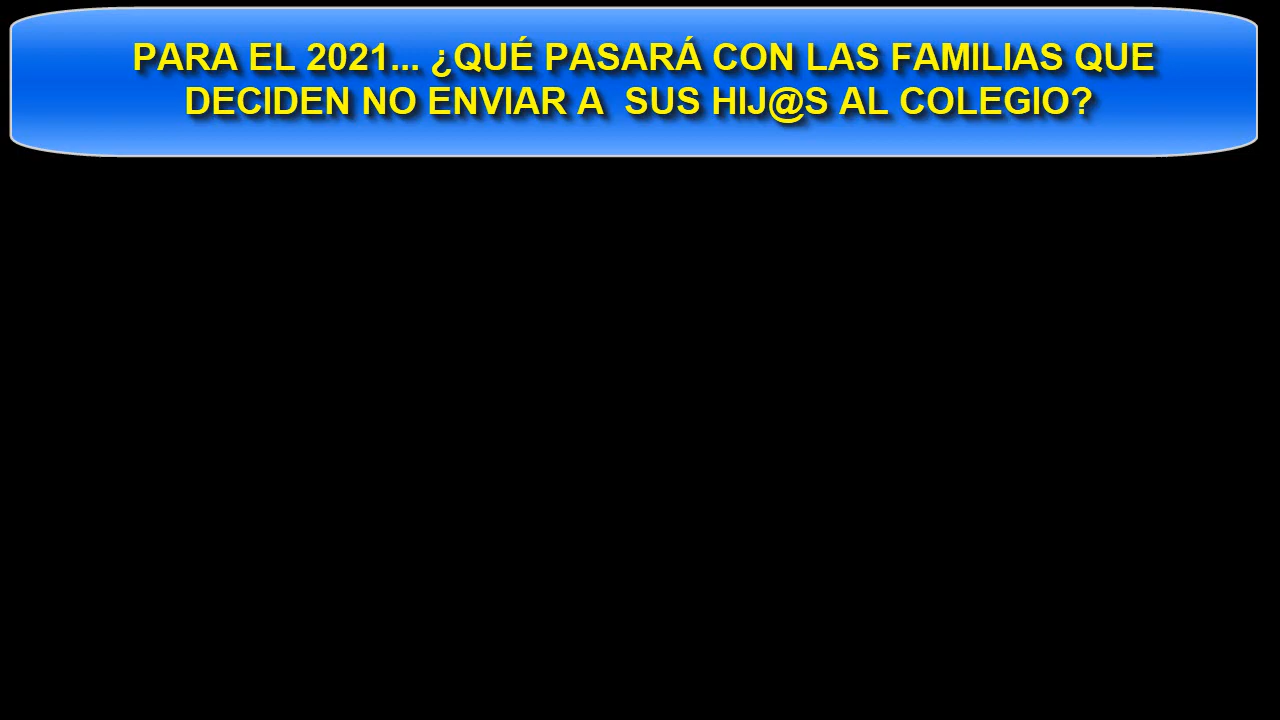 PARA EL 2021... ¿QUÉ PASARÁ CON LAS FAMILIAS QUE
DECIDEN NO ENVIAR A  SUS HIJ@S AL COLEGIO?